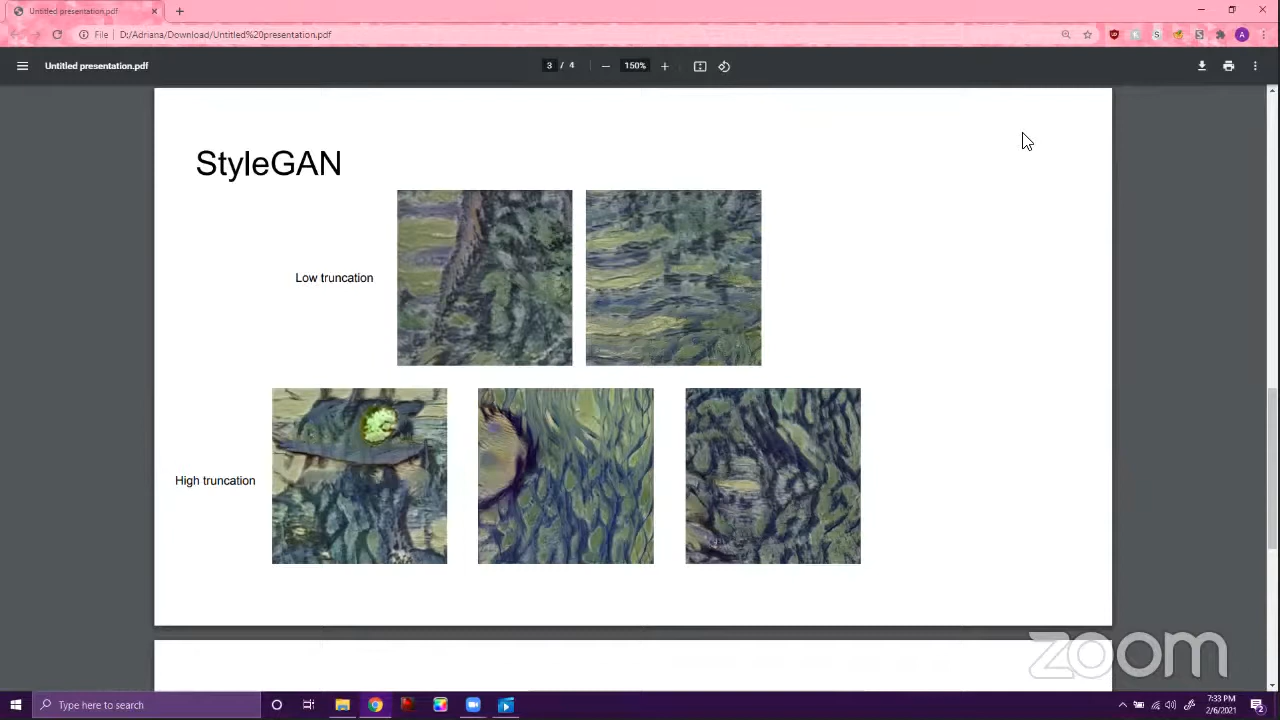 Untitled presentation.pdf
File
D:/Adriana/Download/Untitled%20presentation.pdf
A
Untitled presentation.pdf
3 / 4
150%
StyleGAN
Low truncation
High truncation
zoom
Type here to search
7:33 PM
2/6/2021
2